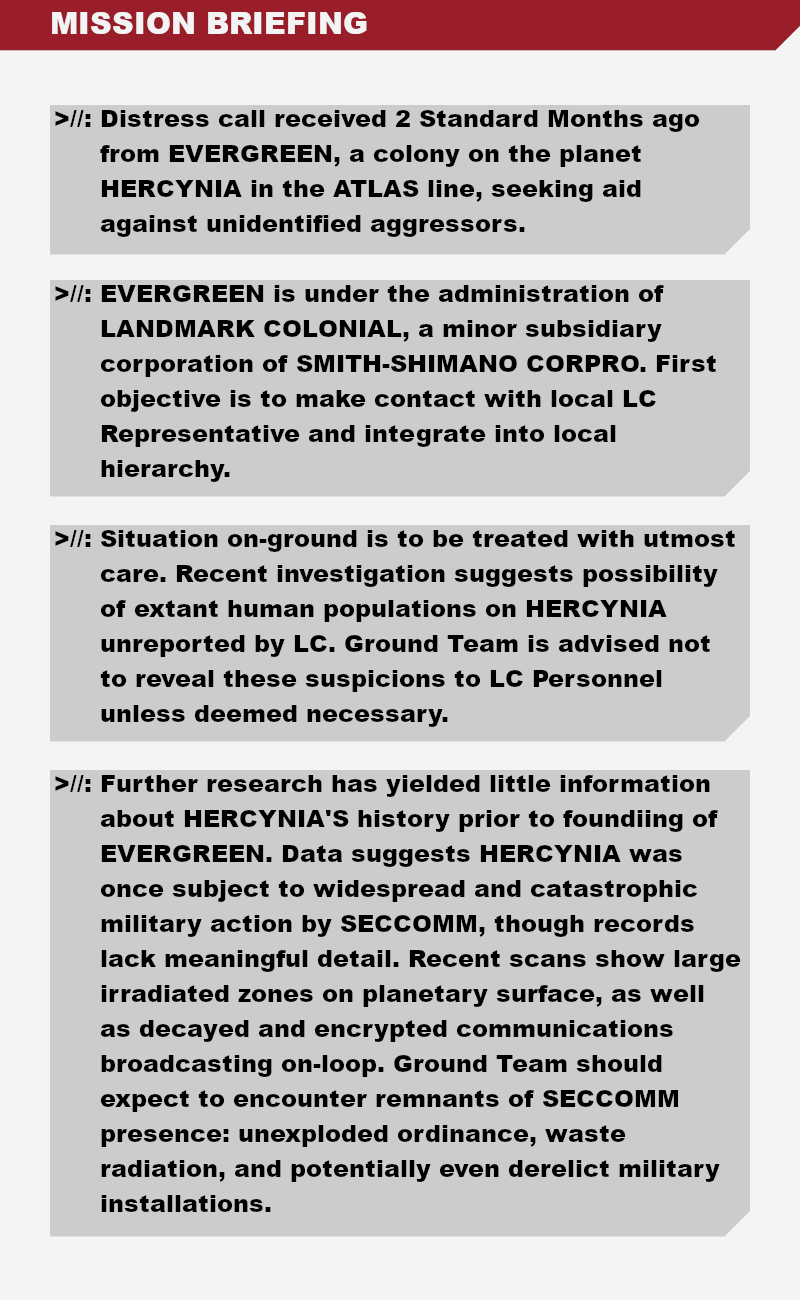 MISSION BRIEFING
>//: Distress call received 2 Standard Months ago
from EVERGREEN, a colony on the planet
HERCYNIA in the ATLAS line, seeking aid
against unidentified aggressors.
>//: EVERGREEN is under the administration of
LANDMARK COLONIAL, a minor subsidiary
corporation of SMITH-SHIMANO CORPRO. First
objective is to make contact with local LC
Representative and integrate into local
hierarchy.
>//: Situation on-ground is to be treated with utmost
care. Recent investigation suggests possibility
of extant human populations on HERCYNIA
unreported by LC. Ground Team is advised not
to reveal these suspicions to LC Personnel
unless deemed necessary.
>//: Further research has yielded little information
about HERCYNIA'S history prior to foundiing of
EVERGREEN. Data suggests HERCYNIA was
once subject to widespread and catastrophic
military action by SECCOMM, though records
lack meaningful detail. Recent scans show large
irradiated zones on planetary surface, as well
as decayed and encrypted communications
broadcasting on-loop. Ground Team should
expect to encounter remnants of SECCOMM
presence: unexploded ordinance, waste
radiation, and potentially even derelict military
installations.